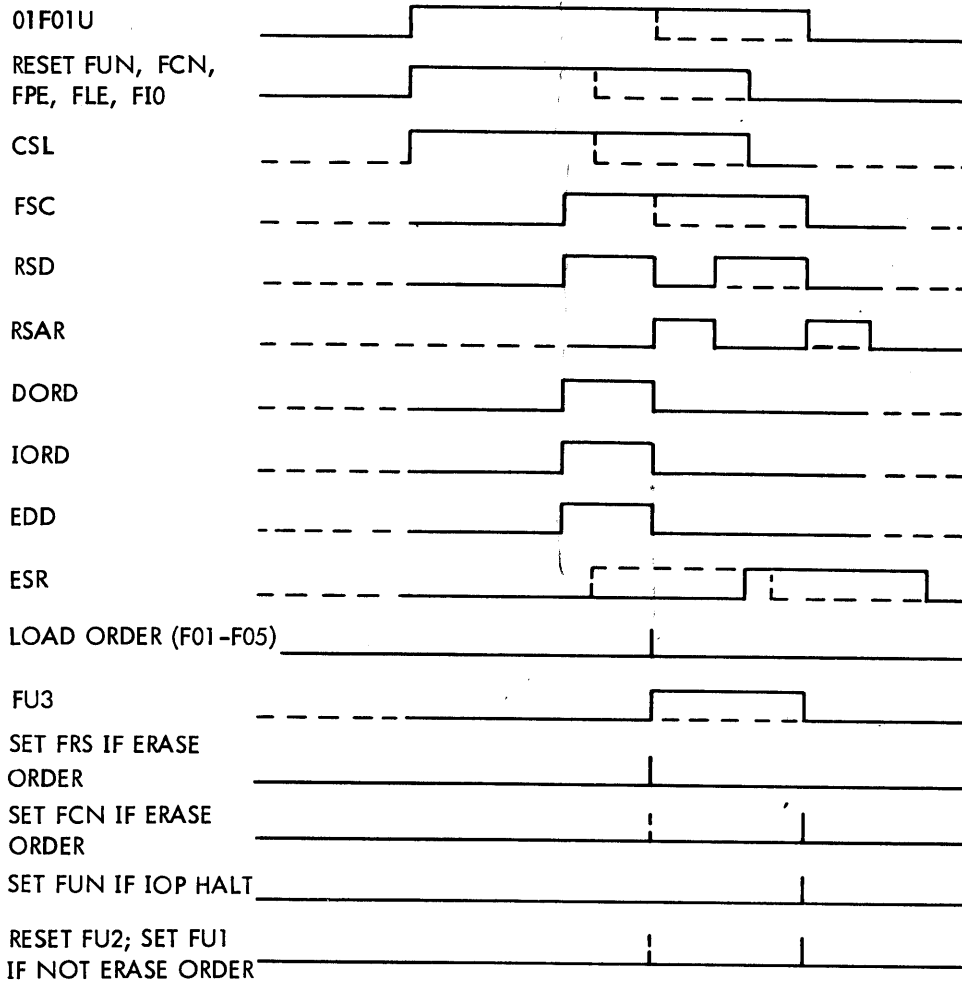 01F01U
RESET FUN, FCN,
FPE, FLE, FI0
CSL
FSC
RSD
RSAR
DORD
IORD
EDD
ESR
LOAD ORDER (F01-F05)
FU3
SET FRS IF ERASE
ORDER
SET FCN IF ERASE
ORDER
SET FUN IF IOP HALT
RESET FU2; SET FU1
IF NOT ERASE ORDER